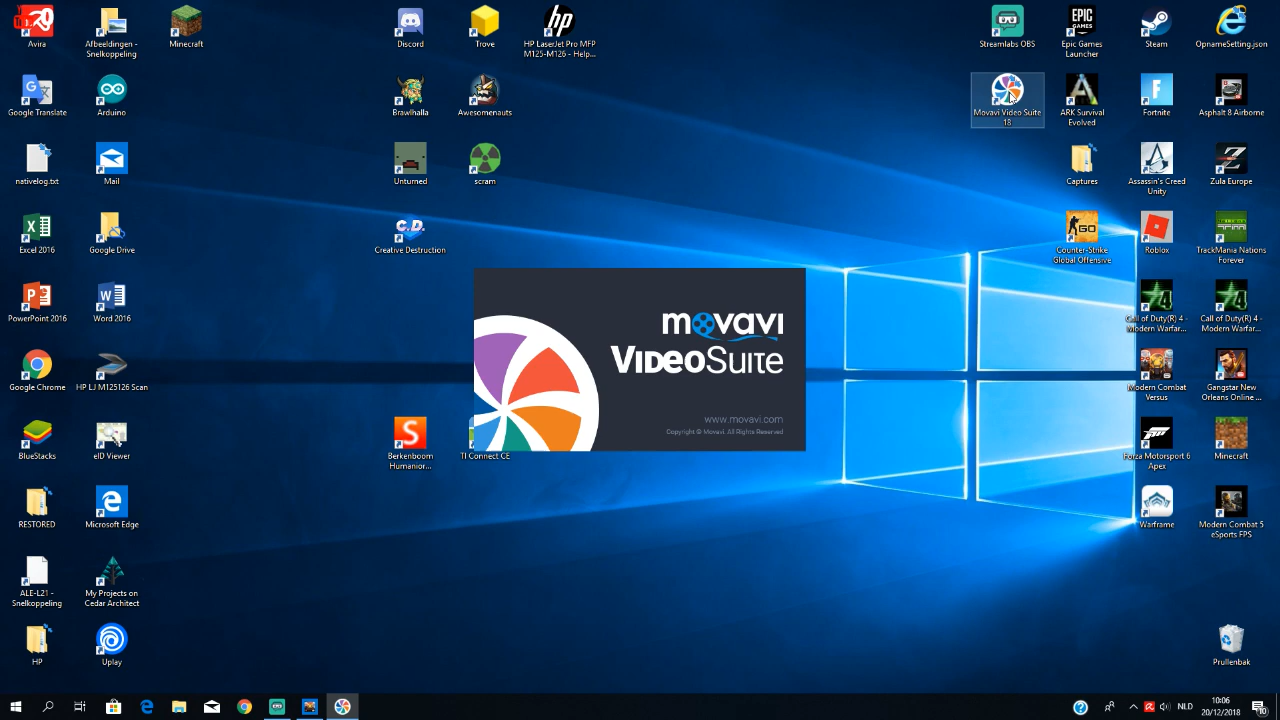 Avira
Afbeeldingen -
Snelkoppeling
Minecraft
Discord
Trove
HP LaserJet Pro MFP
M125-M126 - Help...
Streamlabs OBS
Epic Games
Launcher
Steam
OpnameSetting.json
Google Translate
Arduino
Brawlhalla
Awesomenauts
Movavi Video Suite
18
ARK Survival
Evolved
Fortnite
Asphalt 8 Airborne
nativelog.txt
Mail
Unturned
scram
Captures
Assassin's Creed
Unity
Zula Europe
Excel 2016
Google Drive
C.D.
Creative Destruction
GO
Counter-Strike
Global Offensive
Roblox
TrackMania Nations
Forever
PowerPoint 2016
Word 2016
Call of Duty(R) 4 -
Modern Warfar...
Call of Duty(R) 4 -
Modern Warfar...
movavi
VIDEOSUITE
www.movavi.com
Copyright © Movavi. All Rights Reserved
Google Chrome
HP LJ M125126 Scan
Modern Combat
Versus
Gangstar New
Orleans Online ...
BlueStacks
eID Viewer
Berkenboom
Humanior...
TI Connect CE
Forza Motorsport 6
Apex
Minecraft
RESTORED
Microsoft Edge
Warframe
Modern Combat 5
eSports FPS
ALE-L21 -
Snelkoppeling
My Projects on
Cedar Architect
HP
Uplay
Prullenbak
NLD
10:06
20/12/2018